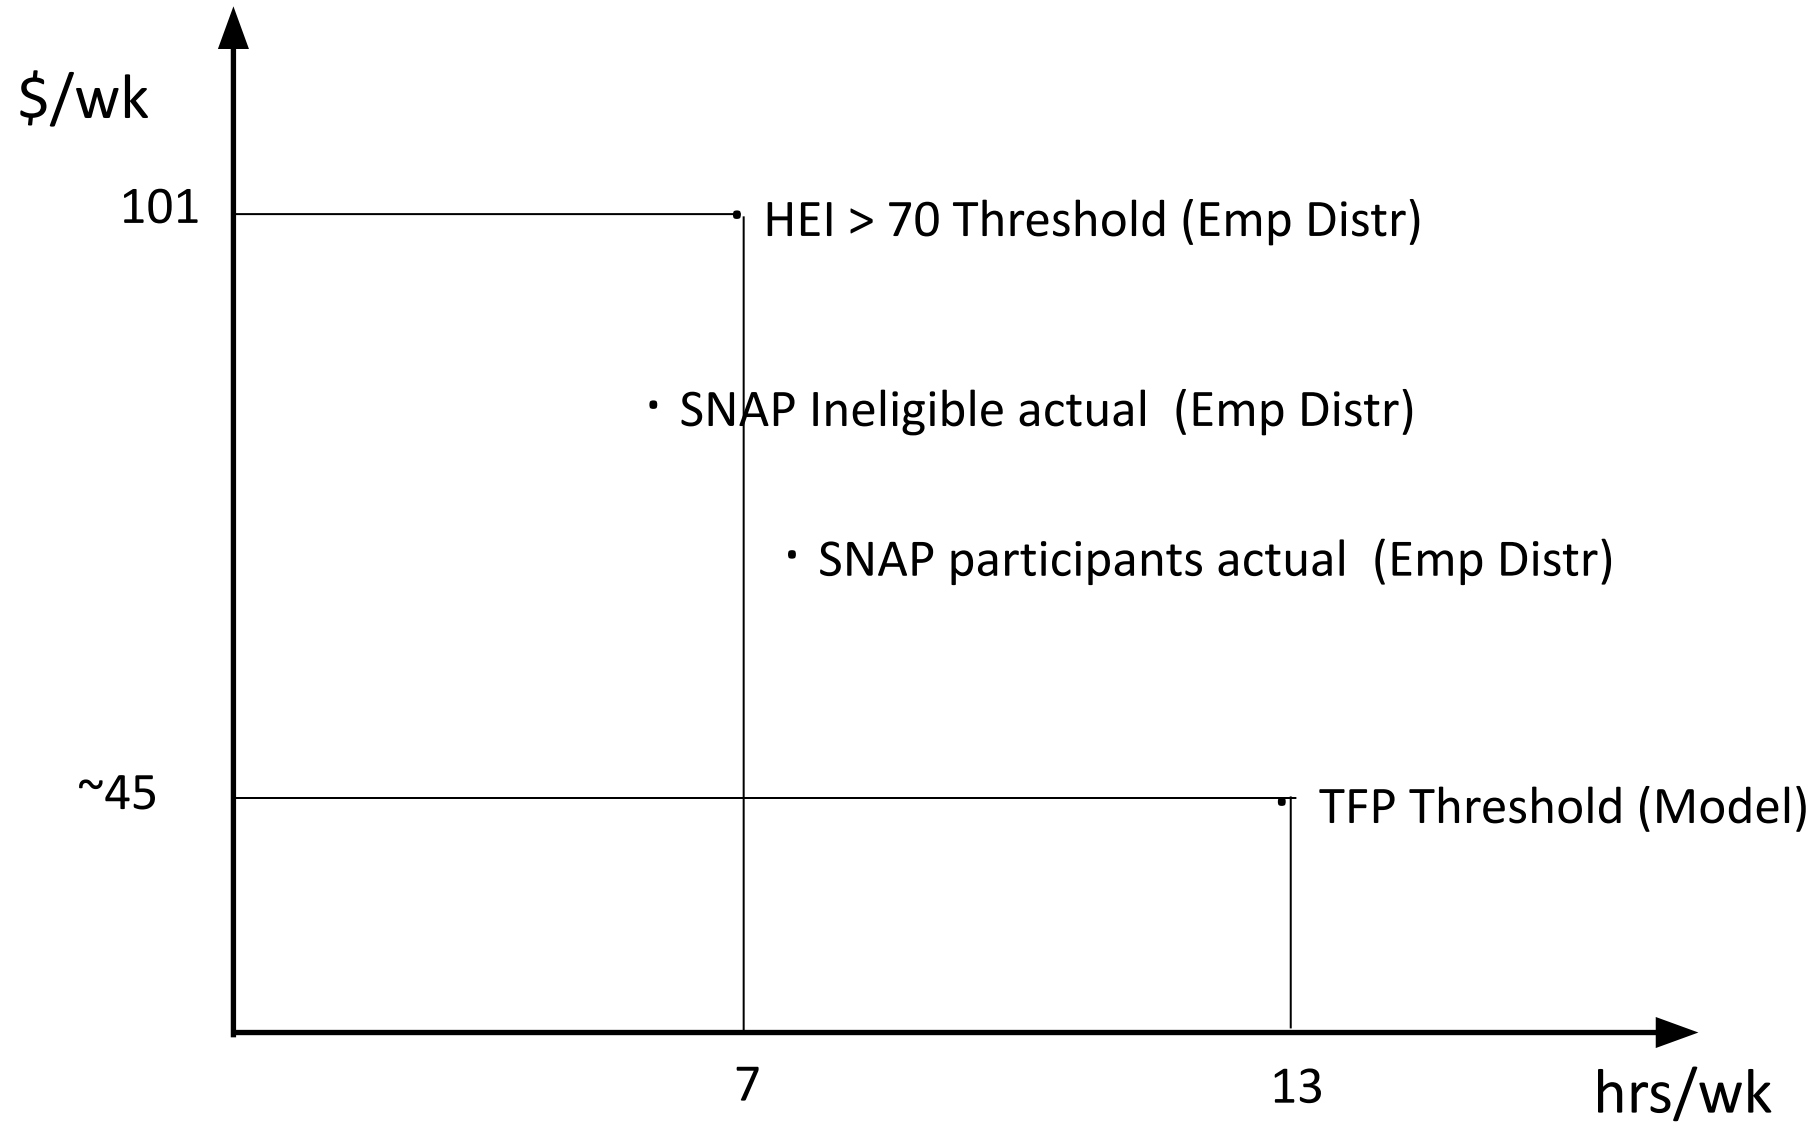 $/wk
101
HEI > 70 Threshold (Emp Distr)
SNAP Ineligible actual (Emp Distr)
SNAP participants actual (Emp Distr)
~45
TFP Threshold (Model)
7
13
hrs/wk